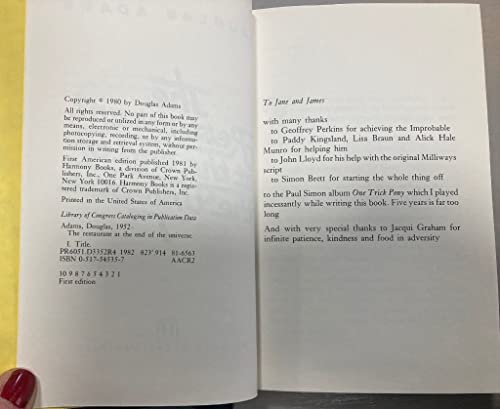 Copyright © 1980 by Douglas Adams
All rights reserved. No part of this book may
be reproduced or utilized in any form or by any
means, electronic or mechanical, including
photocopying, recording, or by any informa-
tion storage and retrieval system, without per-
mission in writing from the publisher.
First American edition published 1981 by
Harmony Books, a division of Crown Pub-
lishers, Inc., One Park Avenue, New York,
New York 10016. Harmony Books is a reg-
istered trademark of Crown Publishers, Inc.
Printed in the United States of America
Library of Congress Cataloging in Publication Data
Adams, Douglas, 1952-
The restaurant at the end of the universe.
I. Title.
PR6051.D3352R4 1982 823'.914 81-6563
ISBN 0-517-54535-7 AACR2
10 9 8 7 6 5 4 3 2 1
First edition
To Jane and James
with many thanks
to Geoffrey Perkins for achieving the Improbable
to Paddy Kingsland, Lisa Braun and Alick Hale
Munro for helping him
to John Lloyd for his help with the original Milliways
script
to Simon Brett for starting the whole thing off
to the Paul Simon album One Trick Pony which I played
incessantly while writing this book. Five years is far too
long
And with very special thanks to Jacqui Graham for
infinite patience, kindness and food in adversity